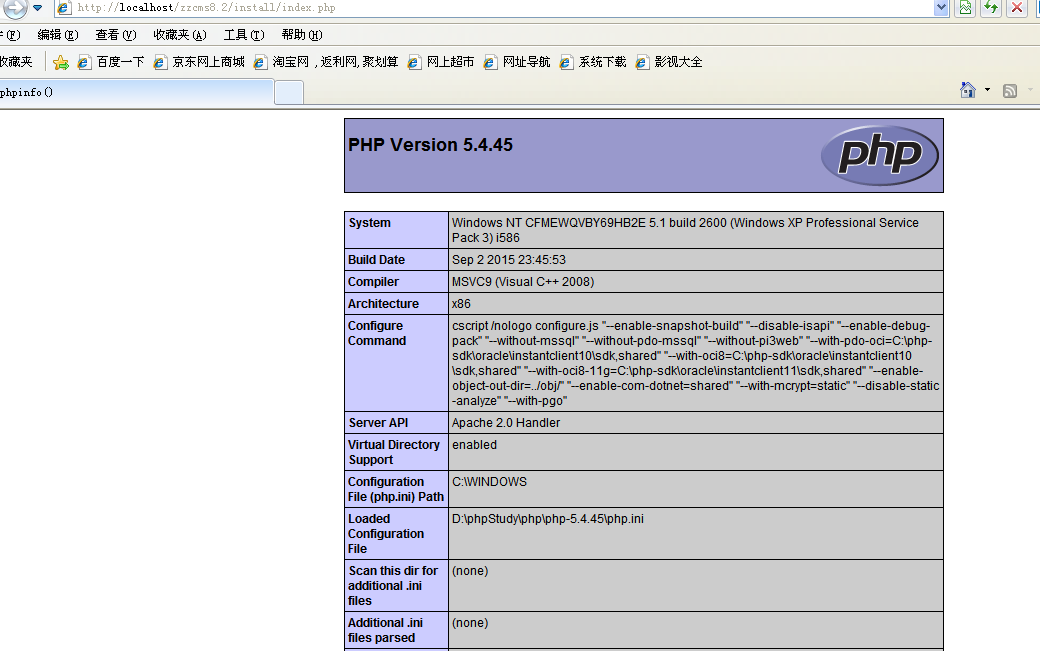 http://localhost/zzcms8.2/install/index.php
(F) 编辑(E) 查看(V) 收藏夹(A) 工具(T) 帮助(H)
收藏夹 百度一下 京东网上商城 淘宝网 ,返利网,聚划算 网上超市 网址导航 系统下载 影视大全
phpinfo()
PHP Version 5.4.45
php
System Windows NT CFMEWQVBY69HB2E 5.1 build 2600 (Windows XP Professional Service
Pack 3) i586
Build Date Sep 2 2015 23:45:53
Compiler MSVC9 (Visual C++ 2008)
Architecture x86
Configure
Command
cscript /nologo configure.js "--enable-snapshot-build" "--disable-isapi" "--enable-debug-
pack" "--without-mssql" "--without-pdo-mssql" "--without-pi3web" "--with-pdo-oci=C:\php-
sdk\oracle\instantclient10\sdk,shared" "--with-oci8=C:\php-sdk\oracle\instantclient10
\sdk,shared" "--with-oci8-11g=C:\php-sdk\oracle\instantclient11\sdk,shared" "--enable-
object-out-dir=../obj/" "--enable-com-dotnet=shared" "--with-mcrypt=static" "--disable-static
-analyze" "--with-pgo"
Server API Apache 2.0 Handler
Virtual Directory
Support
enabled
Configuration
File (php.ini) Path
C:\WINDOWS
Loaded
Configuration
File
D:\phpStudy\php\php-5.4.45\php.ini
Scan this dir for
additional .ini
files
(none)
Additional .ini
files parsed
(none)